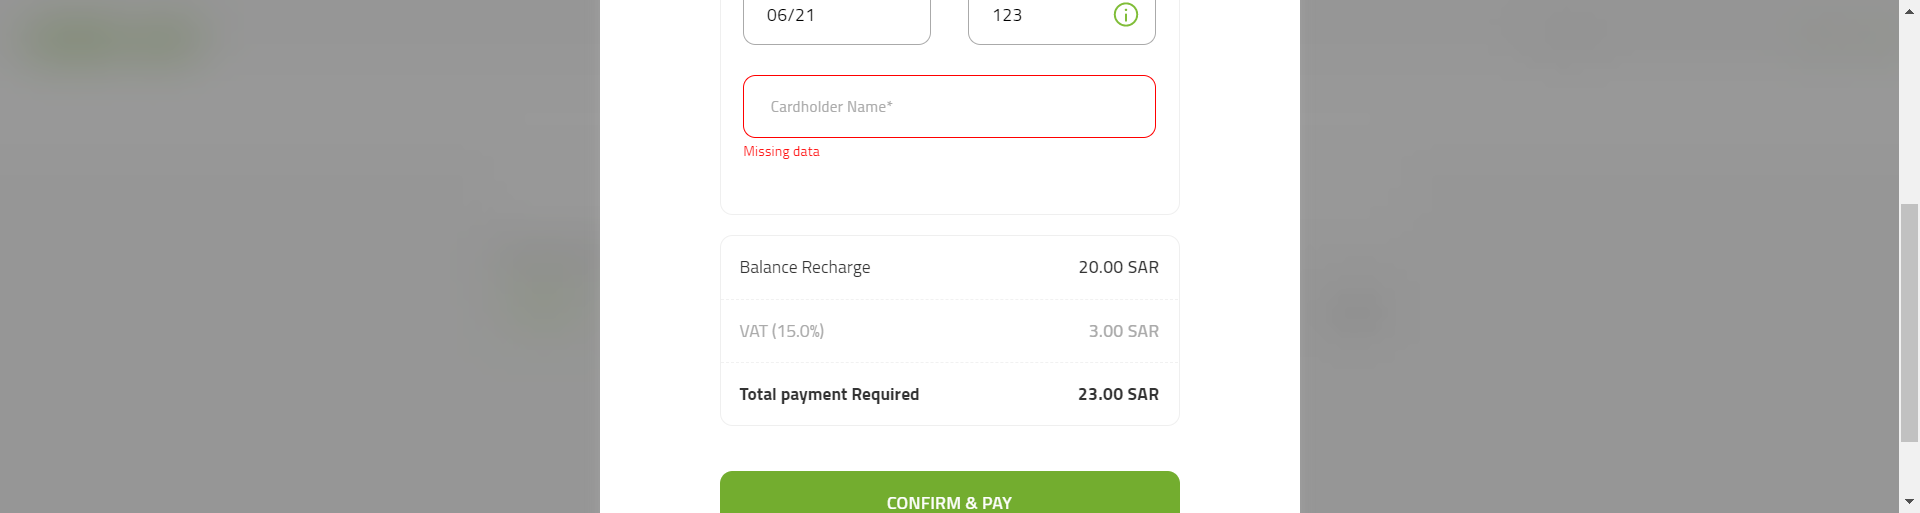 06/21 123
Cardholder Name*
Missing data
Balance Recharge 20.00 SAR
VAT (15.0%) 3.00 SAR
Total payment Required 23.00 SAR
CONFIRM & PAY